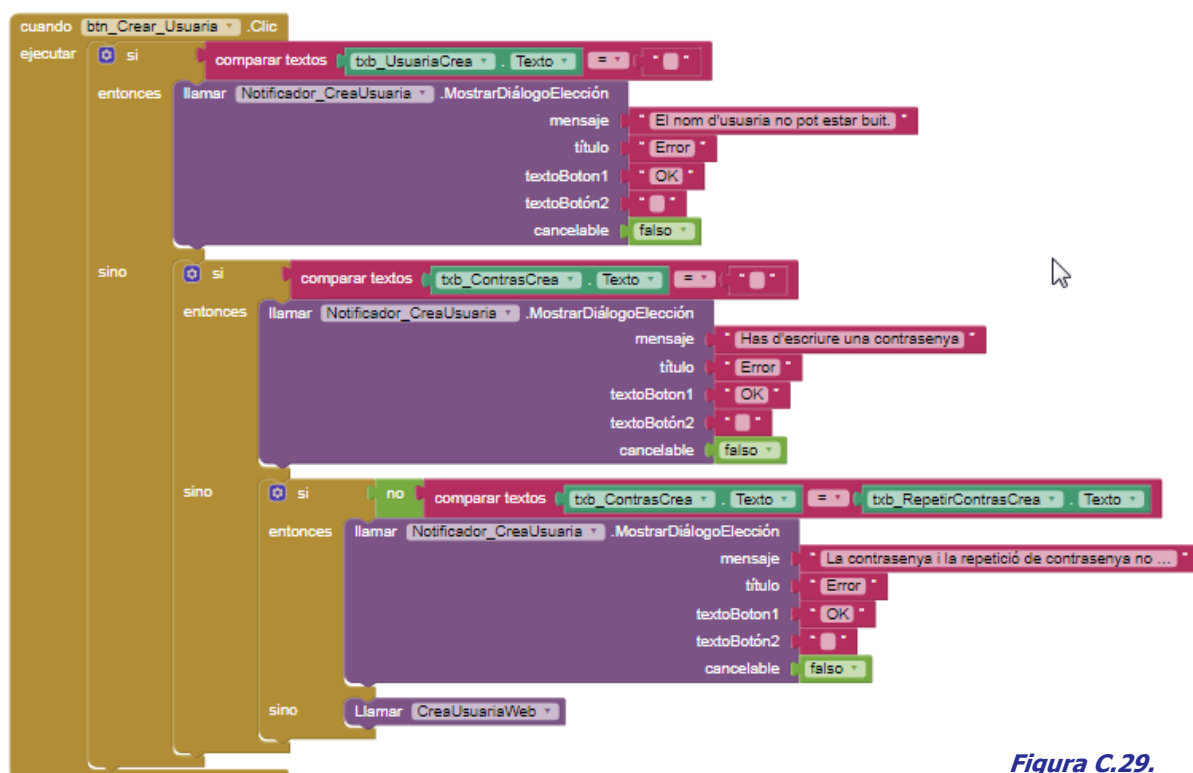 cuando btn_Crear_Usuaria .Clic
ejecutar si comparar textos txb_UsuariaCrea . Texto = " "
entonces llamar Notificador_CreaUsuaria .MostrarDiálogoElección
mensaje " El nom d'usuaria no pot estar buit. "
título " Error "
textoBoton1 " OK "
textoBotón2 " "
cancelable falso
sino si comparar textos txb_ContrasCrea . Texto = " "
entonces llamar Notificador_CreaUsuaria .MostrarDiálogoElección
mensaje " Has d'escriure una contrasenya "
título " Error "
textoBoton1 " OK "
textoBotón2 " "
cancelable falso
sino si no comparar textos txb_ContrasCrea . Texto = txb_RepetirContrasCrea . Texto
entonces llamar Notificador_CreaUsuaria .MostrarDiálogoElección
mensaje " La contrasenya i la repetició de contrasenya no ... "
título " Error "
textoBoton1 " OK "
textoBotón2 " "
cancelable falso
sino Llamar CreaUsuariaWeb
Figura C.29.